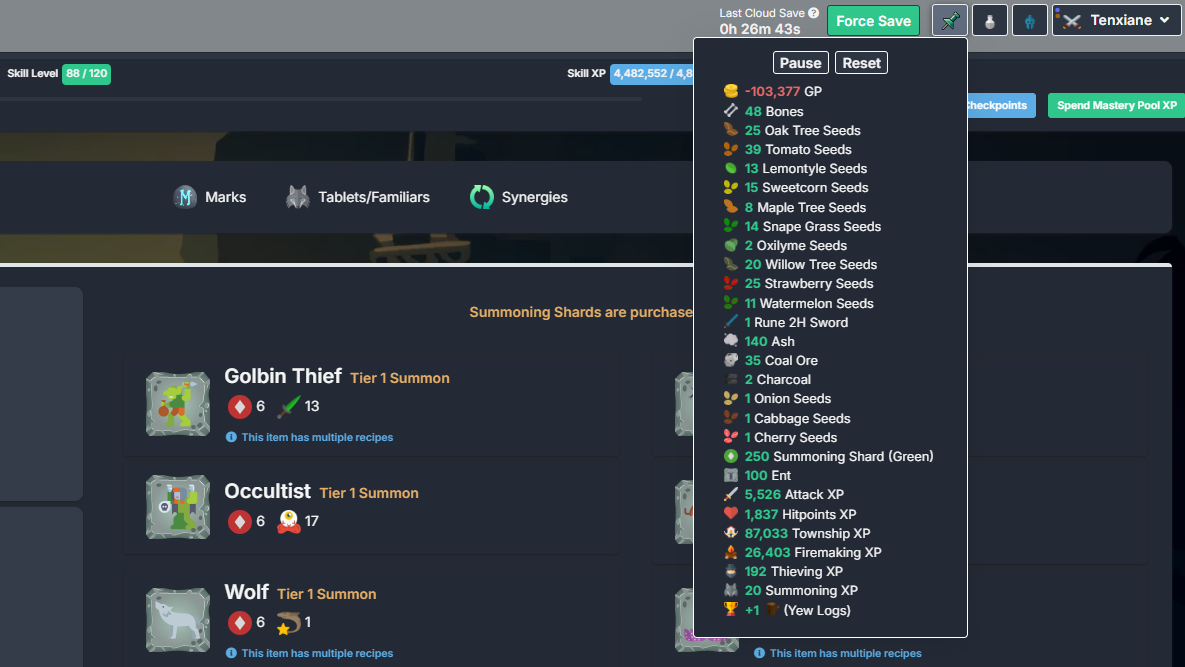 Last Cloud Save ?
0h 26m 43s
Force Save
Tenxiane
Skill Level 88 / 120
Skill XP 4,482,552 / 4,8
Pause Reset
-103,377 GP
48 Bones
25 Oak Tree Seeds
39 Tomato Seeds
13 Lemontyle Seeds
15 Sweetcorn Seeds
8 Maple Tree Seeds
14 Snape Grass Seeds
2 Oxilyme Seeds
20 Willow Tree Seeds
25 Strawberry Seeds
11 Watermelon Seeds
1 Rune 2H Sword
140 Ash
35 Coal Ore
2 Charcoal
1 Onion Seeds
1 Cabbage Seeds
1 Cherry Seeds
250 Summoning Shard (Green)
100 Ent
5,526 Attack XP
1,837 Hitpoints XP
87,033 Township XP
26,403 Firemaking XP
192 Thieving XP
20 Summoning XP
+1 (Yew Logs)
Checkpoints
Spend Mastery Pool XP
Marks
Tablets/Familiars
Synergies
Summoning Shards are purchase
Golbin Thief Tier 1 Summon
6 13
This item has multiple recipes
Occultist Tier 1 Summon
6 17
Wolf Tier 1 Summon
6 1
This item has multiple recipes
This item has multiple recipes